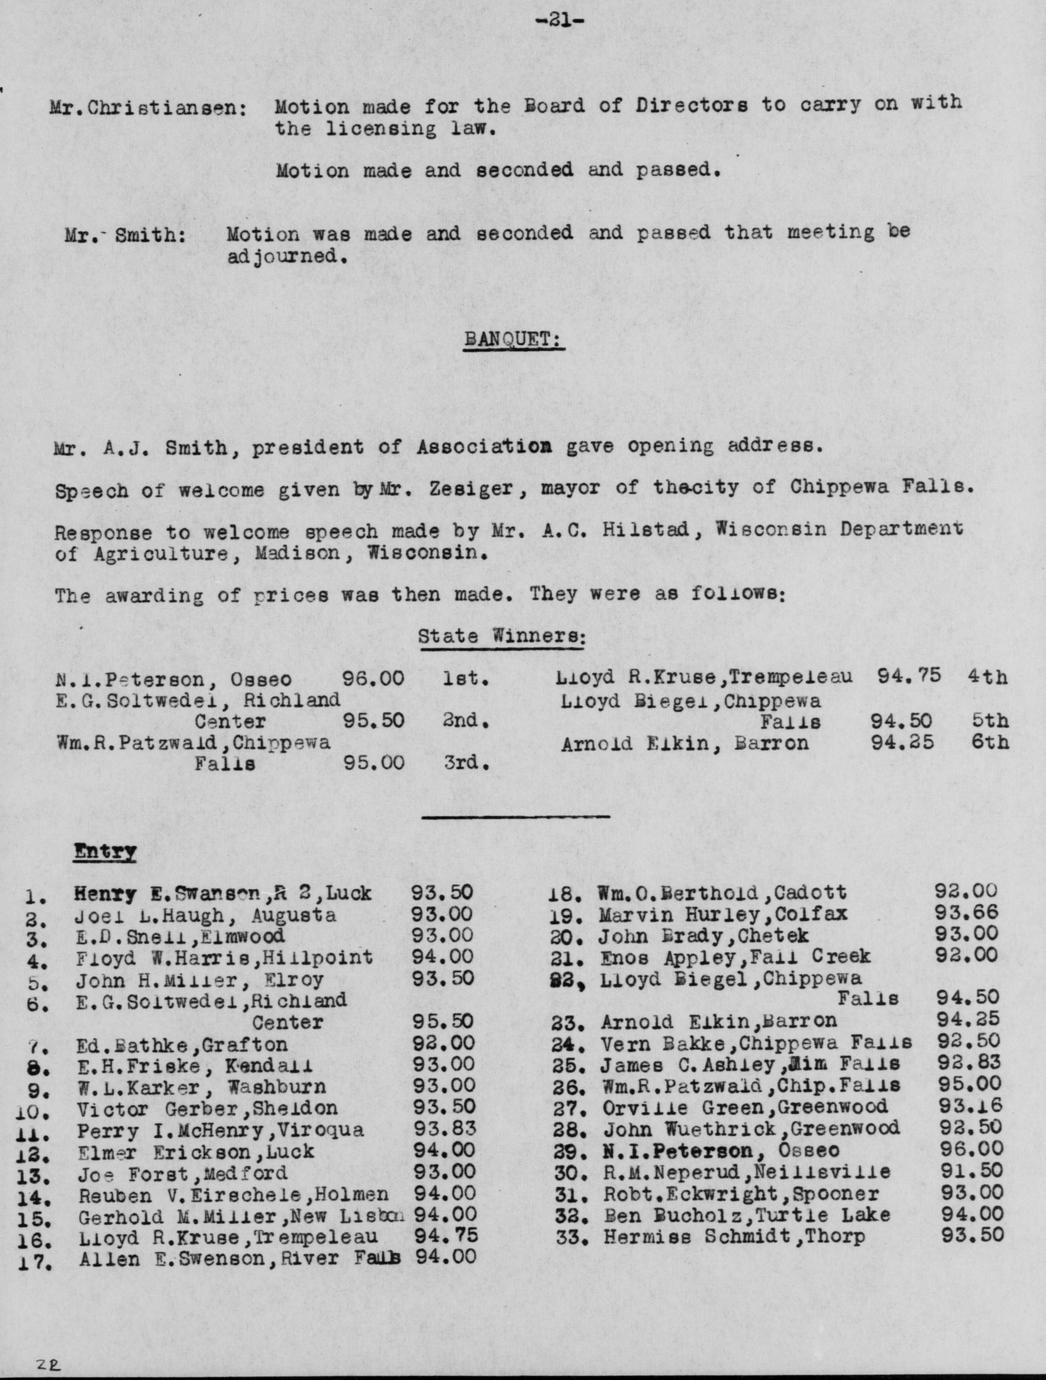 -21-
Mr.Christiansen: Motion made for the Board of Directors to carry on with
the licensing law.
Motion made and seconded and passed.
Mr. Smith: Motion was made and seconded and passed that meeting be
adjourned.
BANQUET:
Mr. A.J. Smith, president of Association gave opening address.
Speech of welcome given by Mr. Zesiger, mayor of the city of Chippewa Falls.
Response to welcome speech made by Mr. A.C. Hilstad, Wisconsin Department
of Agriculture, Madison, Wisconsin.
The awarding of prices was then made. They were as follows:
State Winners:
N.I.Peterson, Osseo 96.00 1st.
E.G.Soltwedel, Richland
Center 95.50 2nd.
Wm.R.Patzwald,Chippewa
Falls 95.00 3rd.
Lloyd R.Kruse,Trempeleau 94.75 4th
Lloyd Biegel,Chippewa
Falls 94.50 5th
Arnold Elkin, Barron 94.25 6th
Entry
1. Henry E.Swansen,R 2,Luck 93.50
2. Joel L.Haugh, Augusta 93.00
3. E.D.Snell,Elmwood 93.00
4. Floyd W.Harris,Hillpoint 94.00
5. John H.Miller, Elroy 93.50
6. E.G.Soltwedel,Richland
Center 95.50
7. Ed.Bathke,Grafton 92.00
8. E.H.Friske, Kendall 93.00
9. W.L.Karker, Washburn 93.00
10. Victor Gerber,Sheldon 93.50
11. Perry I.McHenry,Viroqua 93.83
12. Elmer Erickson,Luck 94.00
13. Joe Forst,Medford 93.00
14. Reuben V.Eirschele,Holmen 94.00
15. Gerhold M.Miller,New Lisbon 94.00
16. Lloyd R.Kruse,Trempeleau 94.75
17. Allen E.Swenson,River Falls 94.00
18. Wm.O.Berthold,Cadott 92.00
19. Marvin Hurley,Colfax 93.66
20. John Brady,Chetek 93.00
21. Enos Appley,Fall Creek 92.00
22. Lloyd Biegel,Chippewa
Falls 94.50
23. Arnold Elkin,Barron 94.25
24. Vern Bakke,Chippewa Falls 92.50
25. James C.Ashley, Falls 92.83
26. Wm.R.Patzwald,Chip.Falls 95.00
27. Orville Green,Greenwood 93.16
28. John Wuethrick,Greenwood 92.50
29. N.I.Peterson, Osseo 96.00
30. R.M.Neperud,Neillsville 91.50
31. Robt.Eckwright,Spooner 93.00
32. Ben Bucholz,Turtle Lake 94.00
33. Hermiss Schmidt,Thorp 93.50